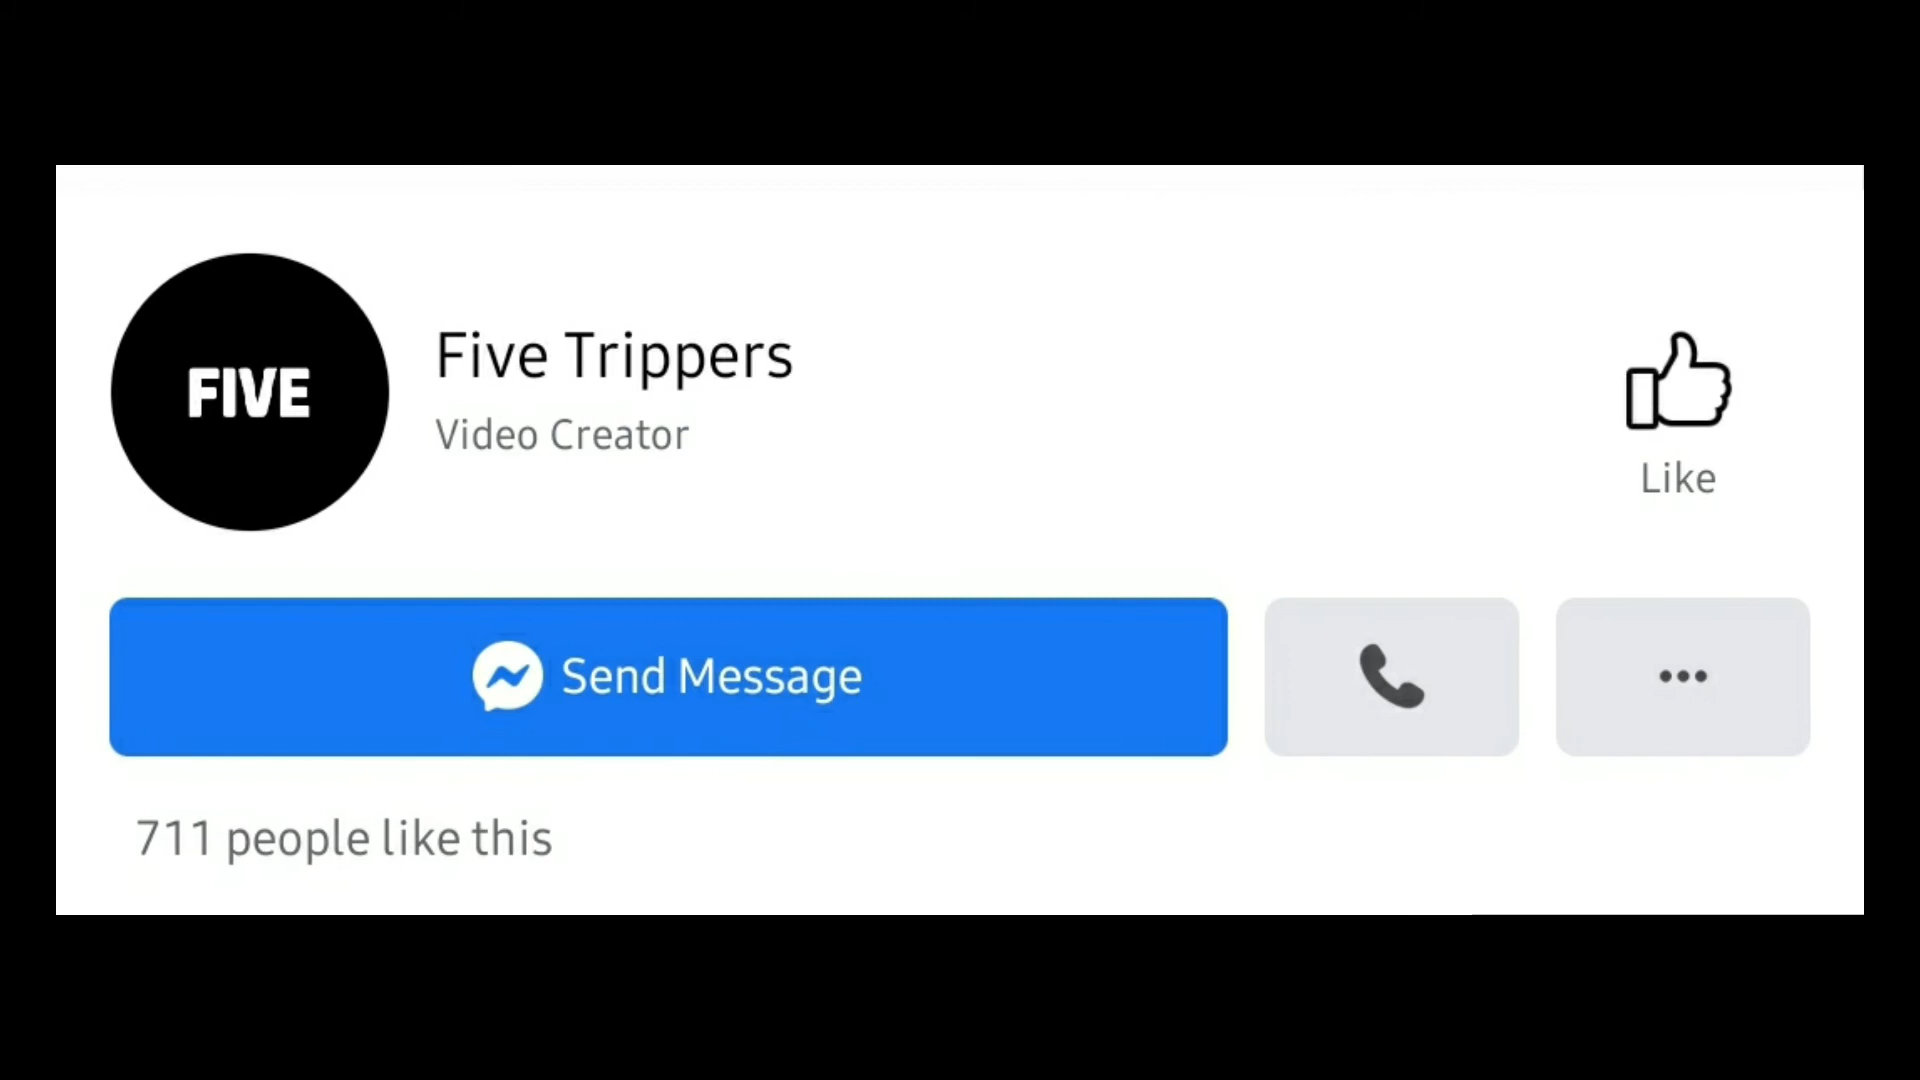 FIVE
Five Trippers
Video Creator
Like
Send Message
711 people like this